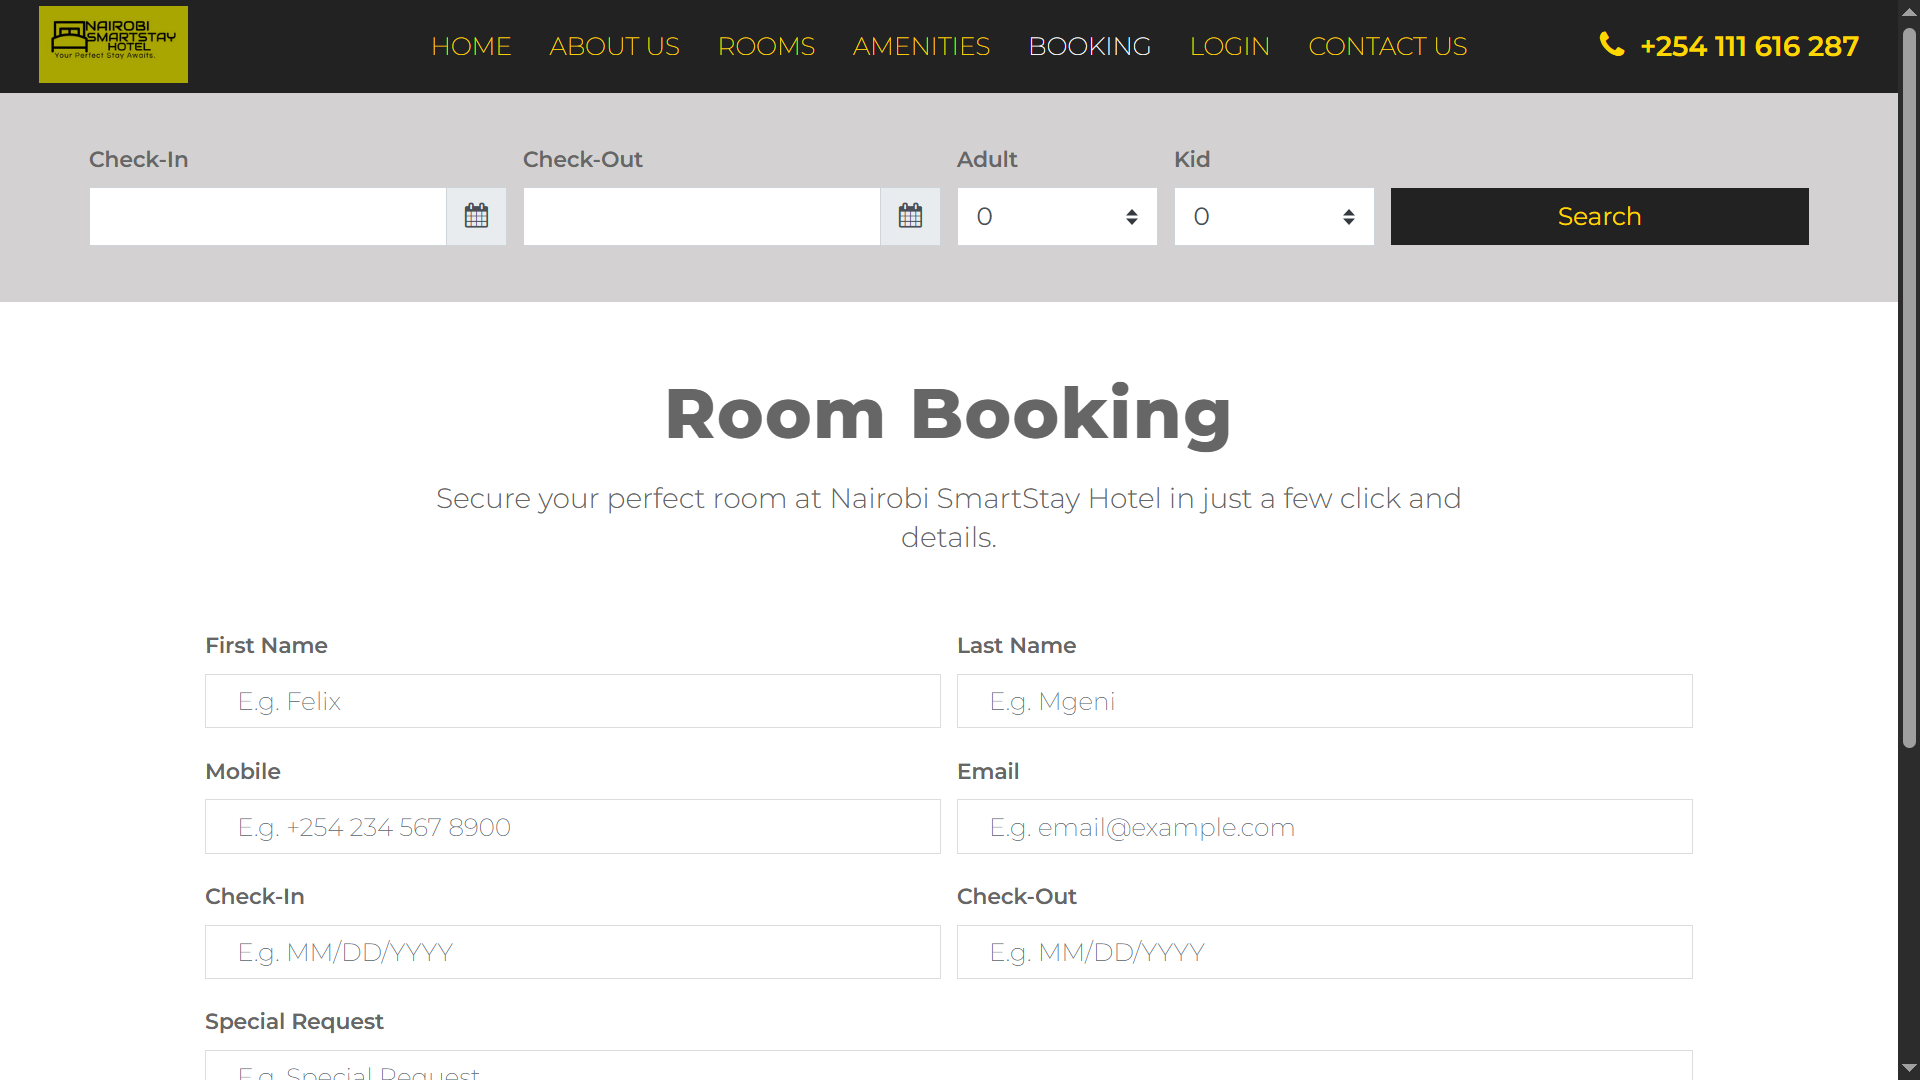 NAIROBI
SMARTSTAY
HOTEL
Your Perfect Stay Awaits.
HOME ABOUT US ROOMS AMENITIES BOOKING LOGIN CONTACT US +254 111 616 287
Check-In Check-Out Adult Kid
0 0 Search
Room Booking
Secure your perfect room at Nairobi SmartStay Hotel in just a few click and
details.
First Name Last Name
E.g. Felix E.g. Mgeni
Mobile Email
E.g. +254 234 567 8900 E.g. email@example.com
Check-In Check-Out
E.g. MM/DD/YYYY E.g. MM/DD/YYYY
Special Request
E.g. Special Request